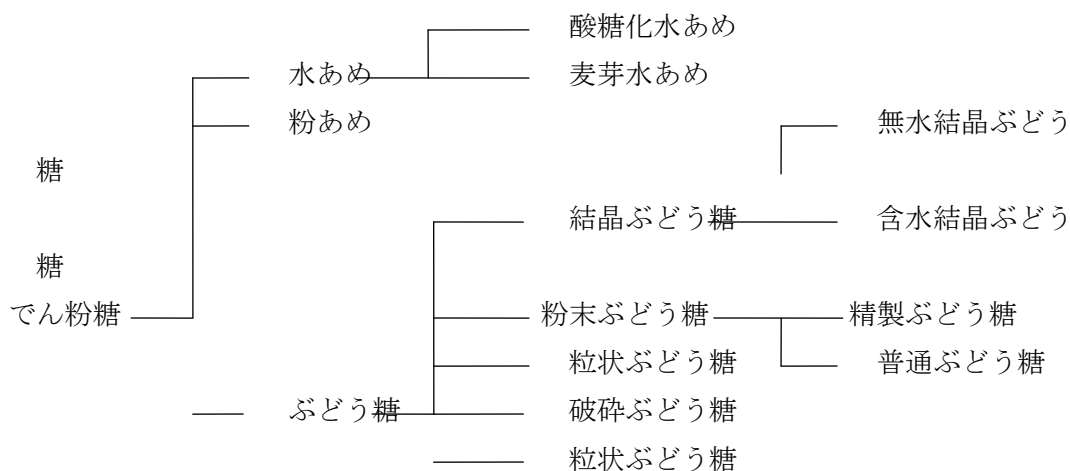 酸糖化水あめ
水あめ 麦芽水あめ
粉あめ 無水結晶ぶどう
糖
結晶ぶどう糖 含水結晶ぶどう
糖
でん粉糖 粉末ぶどう糖 精製ぶどう糖
粒状ぶどう糖 普通ぶどう糖
ぶどう糖 破砕ぶどう糖
粒状ぶどう糖